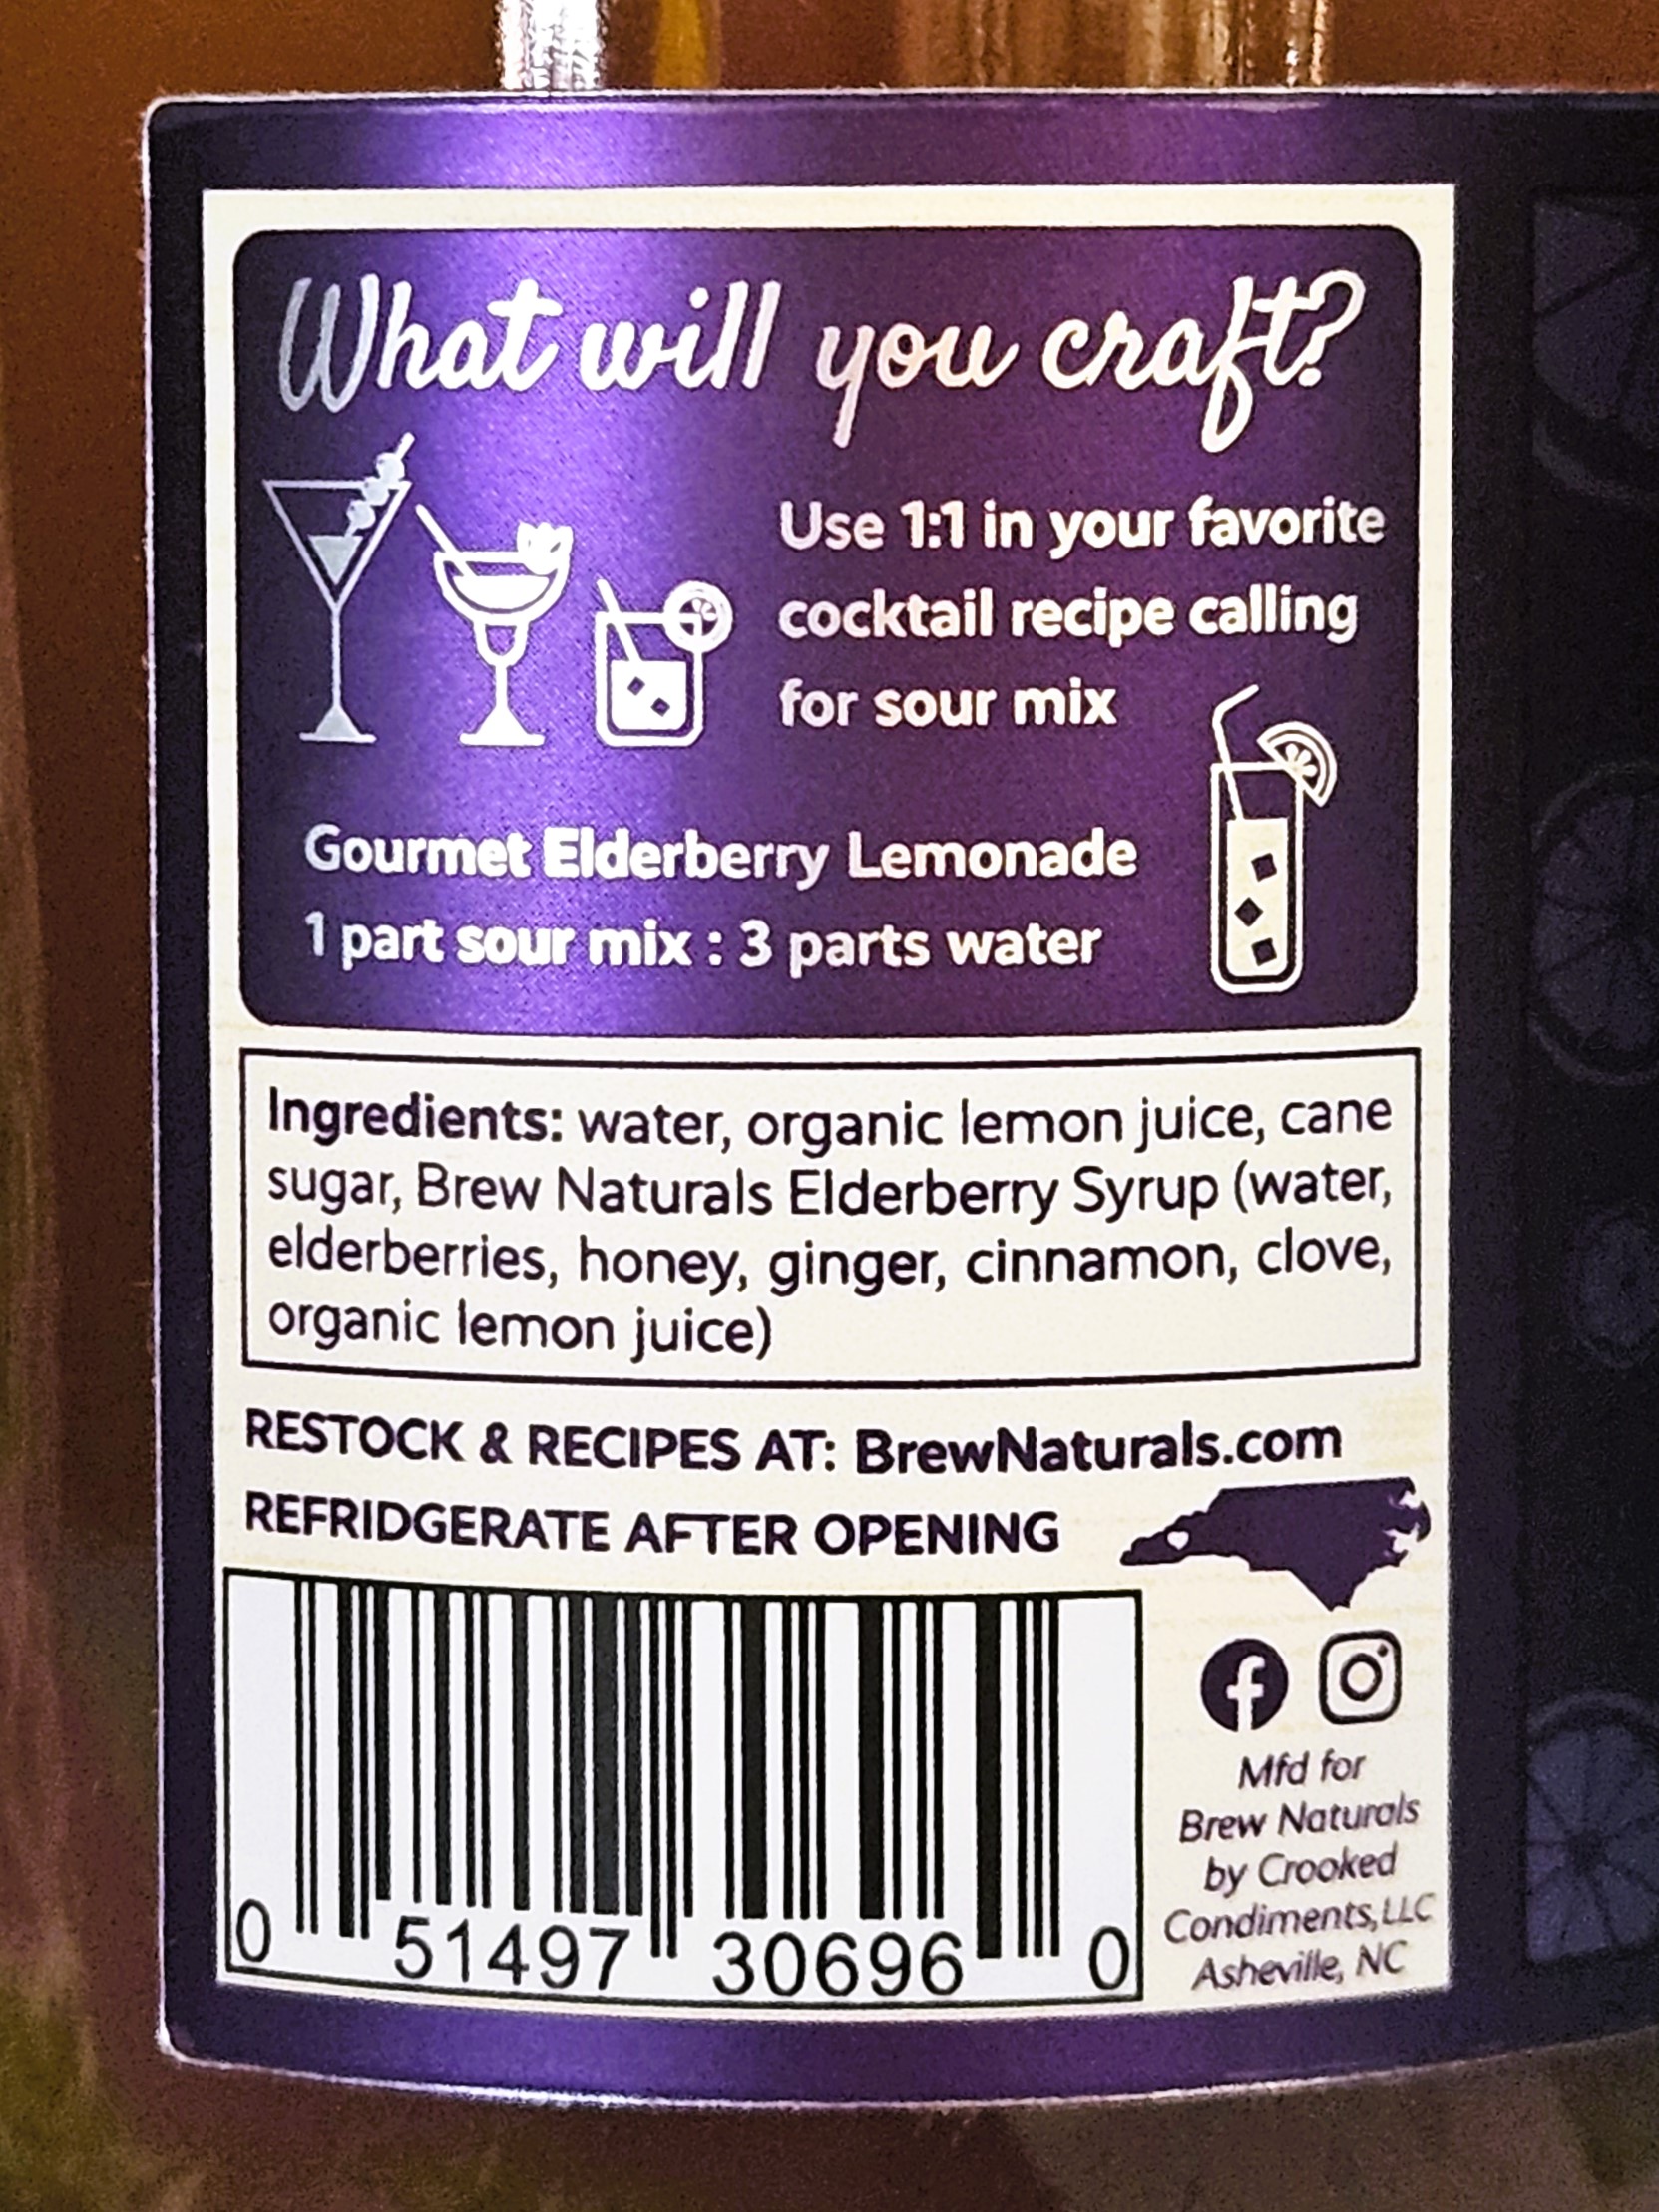 What will you craft?
Use 1:1 in your favorite
cocktail recipe calling
for sour mix
Gourmet Elderberry Lemonade
1 part sour mix : 3 parts water
Ingredients: water, organic lemon juice, cane
sugar, Brew Naturals Elderberry Syrup (water,
elderberries, honey, ginger, cinnamon, clove,
organic lemon juice)
RESTOCK & RECIPES AT: BrewNaturals.com
REFRIDGERATE AFTER OPENING
0 51497 30696 0
Mfd for
Brew Naturals
by Crooked
Condiments,LLC
Asheville, NC